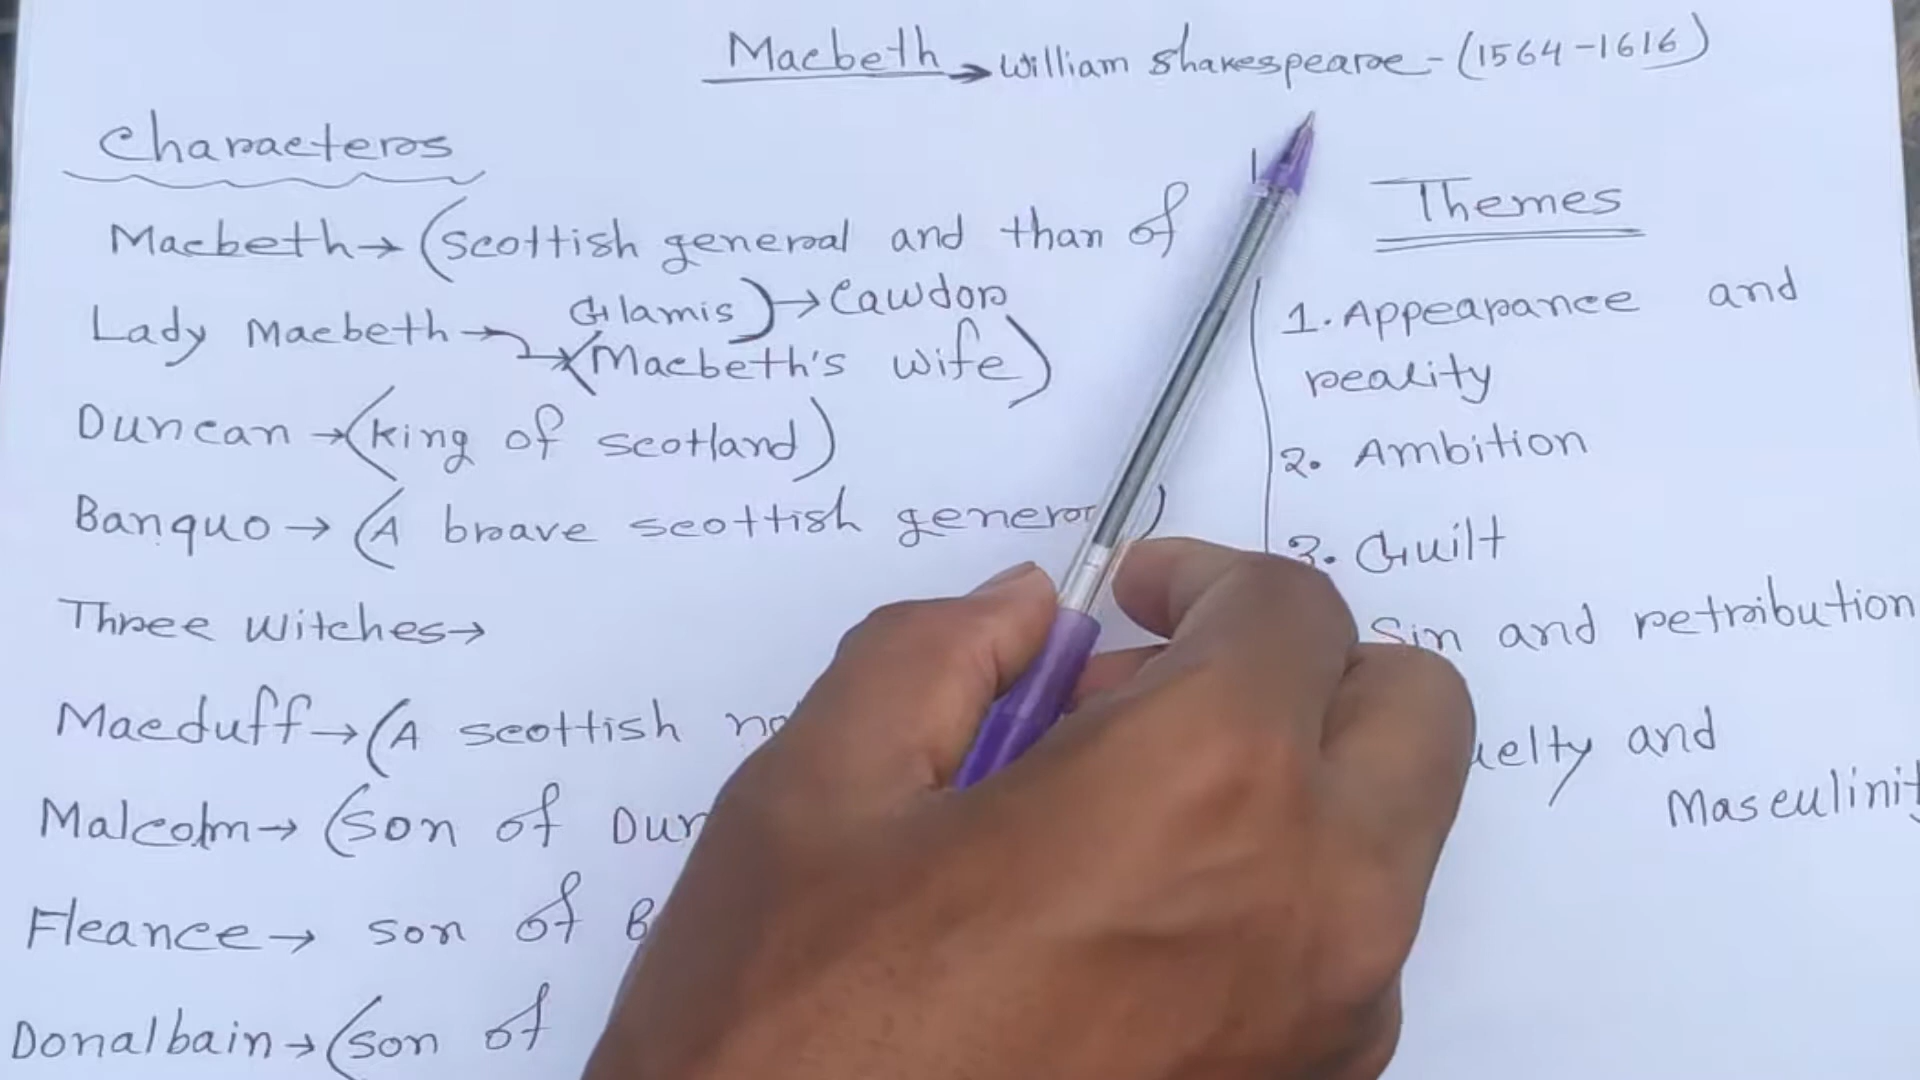 Macbeth → William Shakespeare - (1564-1616)
Characters
Macbeth → (Scottish general and than of
Glamis) → Cawdor
Lady Macbeth → (Macbeth's wife)
Duncan → (King of scotland)
Banquo → (A brave scottish
Three witches →
Macduff → (A scottish
Malcolm → (son of
Fleance → son of
Donalbain → (son of
Themes
1. Appearance and
reality
2. Ambition
3. Guilt
Sin and retribution
and